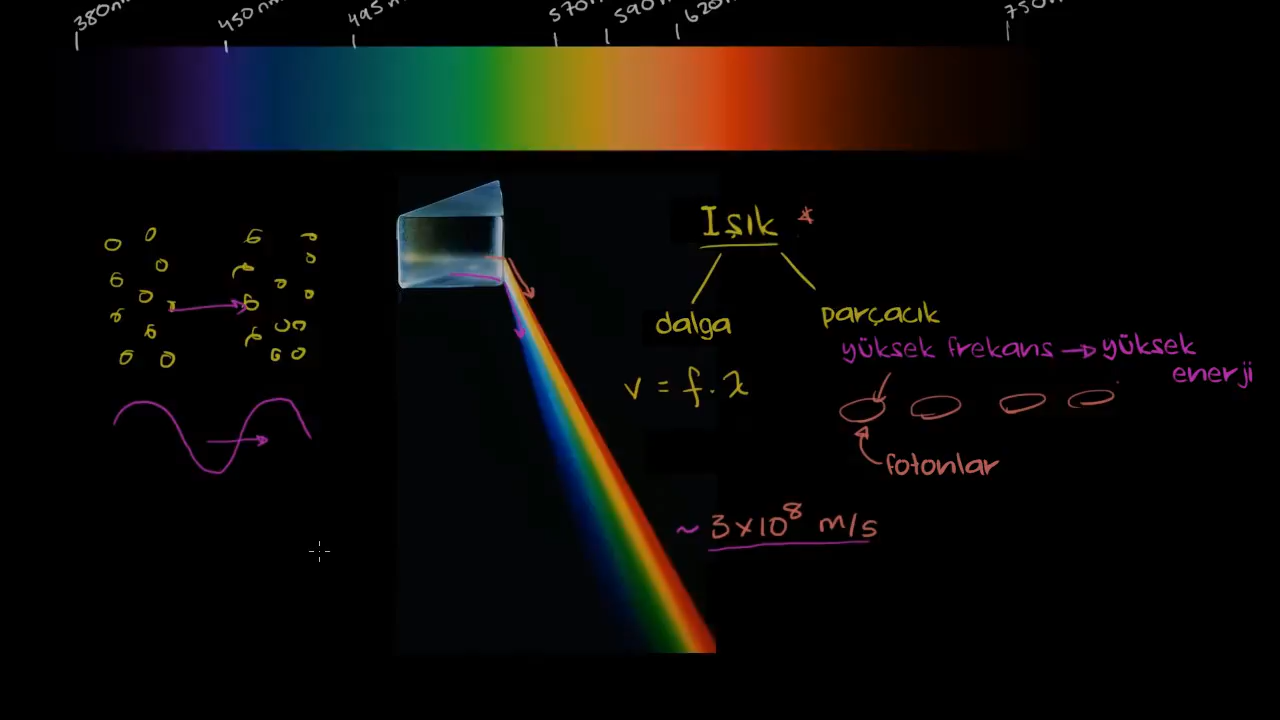 380nm 450nm 495nm 570nm 590nm 620nm 750nm
Işık *
dalga
parçacık
yüksek frekans → yüksek
enerji
v = f . λ
fotonlar
~ 3x10⁸ m/s